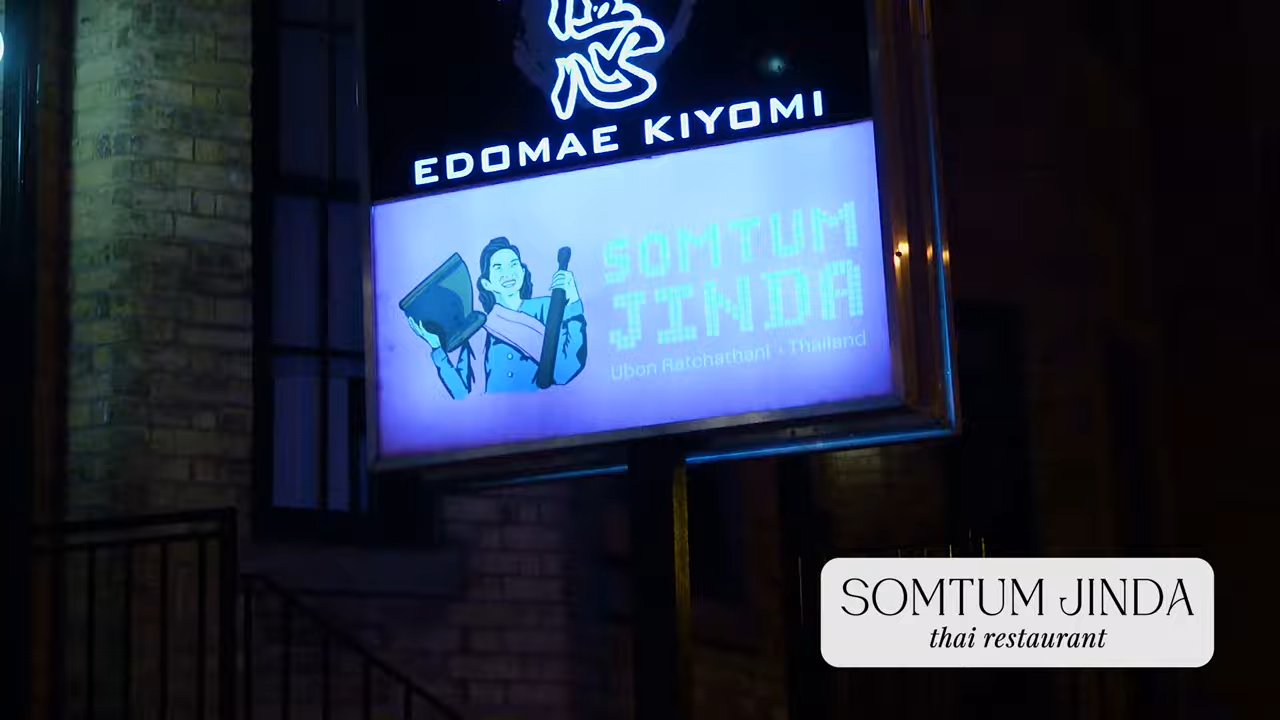 EDOMAE KIYOMI
SOMTUM
JINDA
Ubon Ratchathani · Thailand
SOMTUM JINDA
thai restaurant